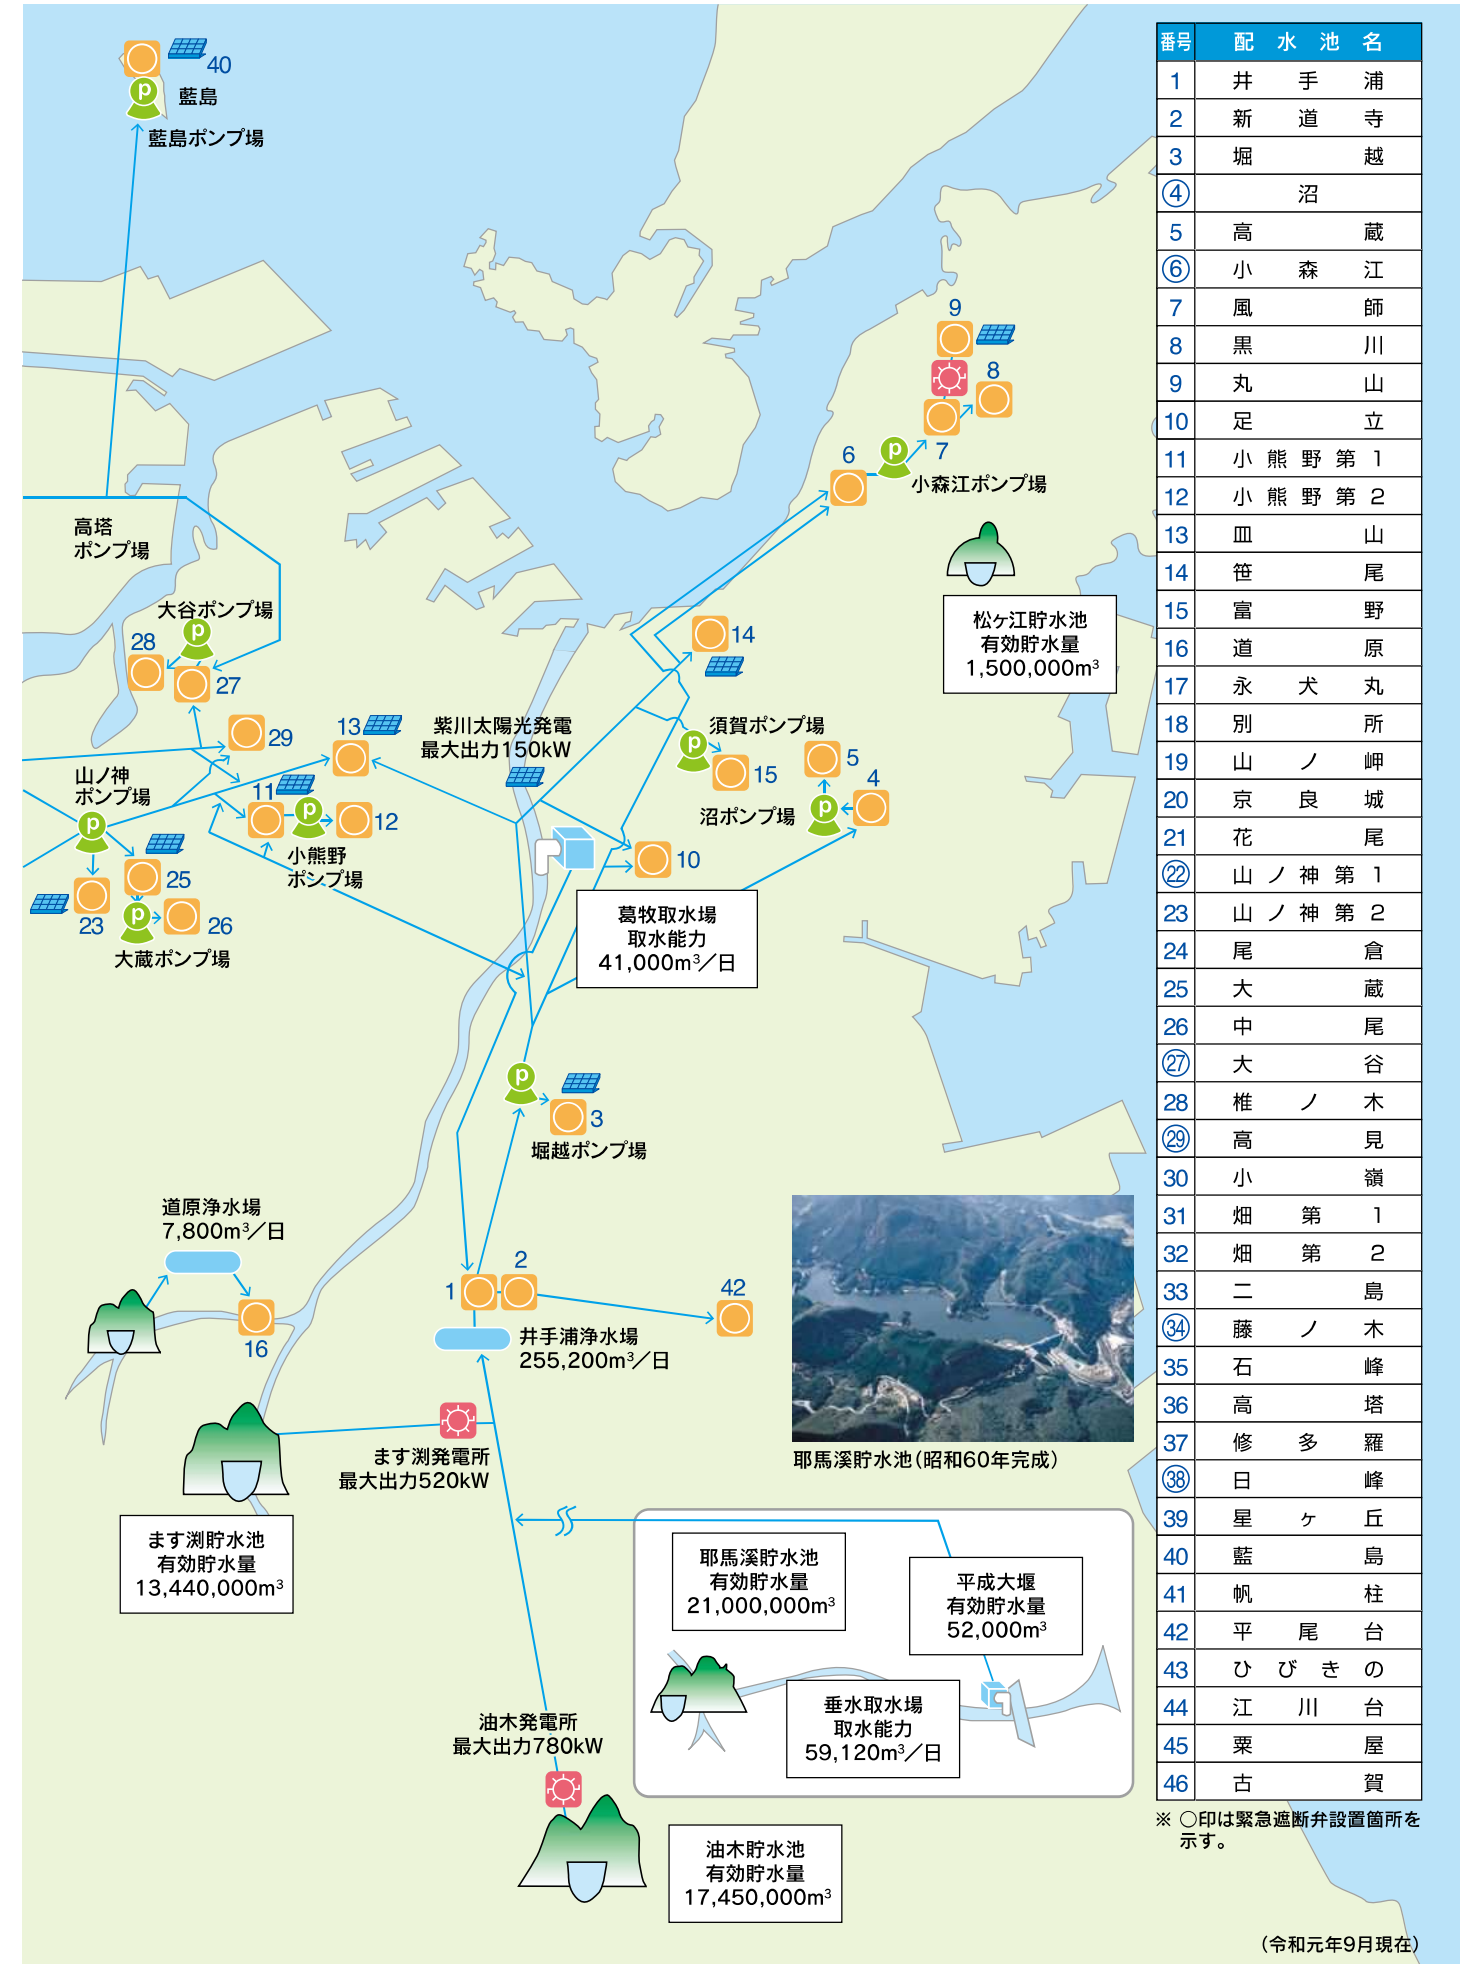 40
藍島
藍島ポンプ場
高塔
ポンプ場
大谷ポンプ場
28
27
29
13
紫川太陽光発電
最大出力150kW
山ノ神
ポンプ場
11
12
小熊野
ポンプ場
25
23
26
大蔵ポンプ場
9
8
7
6
小森江ポンプ場
松ヶ江貯水池
有効貯水量
1,500,000m³
14
須賀ポンプ場
15
5
4
沼ポンプ場
10
葛牧取水場
取水能力
41,000m³／日
3
堀越ポンプ場
道原浄水場
7,800m³／日
16
1
2
42
井手浦浄水場
255,200m³／日
ます渕発電所
最大出力520kW
ます渕貯水池
有効貯水量
13,440,000m³
耶馬溪貯水池（昭和60年完成）
耶馬溪貯水池
有効貯水量
21,000,000m³
平成大堰
有効貯水量
52,000m³
垂水取水場
取水能力
59,120m³／日
油木発電所
最大出力780kW
油木貯水池
有効貯水量
17,450,000m³
p
p
p
p
p
p
p
p
p
番号 配水池名
1 井手浦
2 新道寺
3 堀越
④ 沼
5 高蔵
⑥ 小森江
7 風師
8 黒川
9 丸山
10 足立
11 小熊野第1
12 小熊野第2
13 皿山
14 笹尾
15 富野
16 道原
17 永犬丸
18 別所
19 山ノ岬
20 京良城
21 花尾
㉒ 山ノ神第1
23 山ノ神第2
24 尾倉
25 大蔵
26 中尾
㉗ 大谷
28 椎ノ木
㉙ 高見
30 小嶺
31 畑第1
32 畑第2
33 二島
㉞ 藤ノ木
35 石峰
36 高塔
37 修多羅
㊳ 日峰
39 星ヶ丘
40 藍島
41 帆柱
42 平尾台
43 ひびきの
44 江川台
45 粟屋
46 古賀
※ ○印は緊急遮断弁設置箇所を
示す。
（令和元年9月現在）